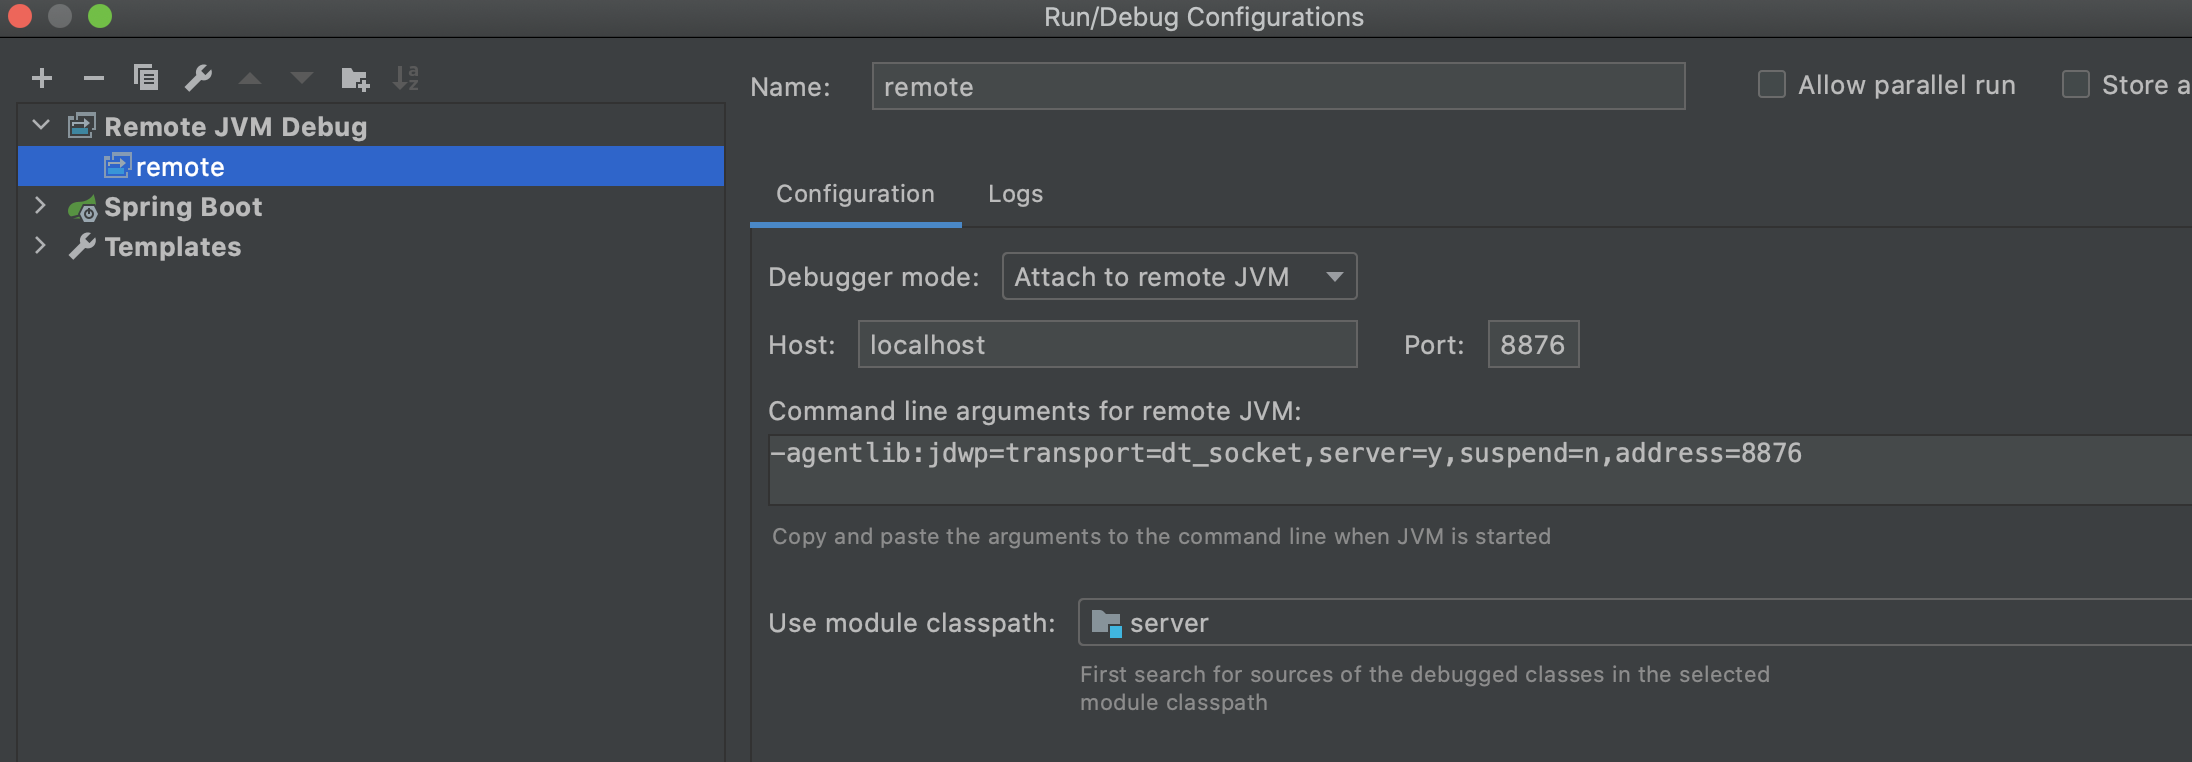 Run/Debug Configurations
Remote JVM Debug
remote
Spring Boot
Templates
Name: remote
Allow parallel run
Store a
Configuration Logs
Debugger mode: Attach to remote JVM
Host: localhost Port: 8876
Command line arguments for remote JVM:
-agentlib:jdwp=transport=dt_socket,server=y,suspend=n,address=8876
Copy and paste the arguments to the command line when JVM is started
Use module classpath: server
First search for sources of the debugged classes in the selected
module classpath